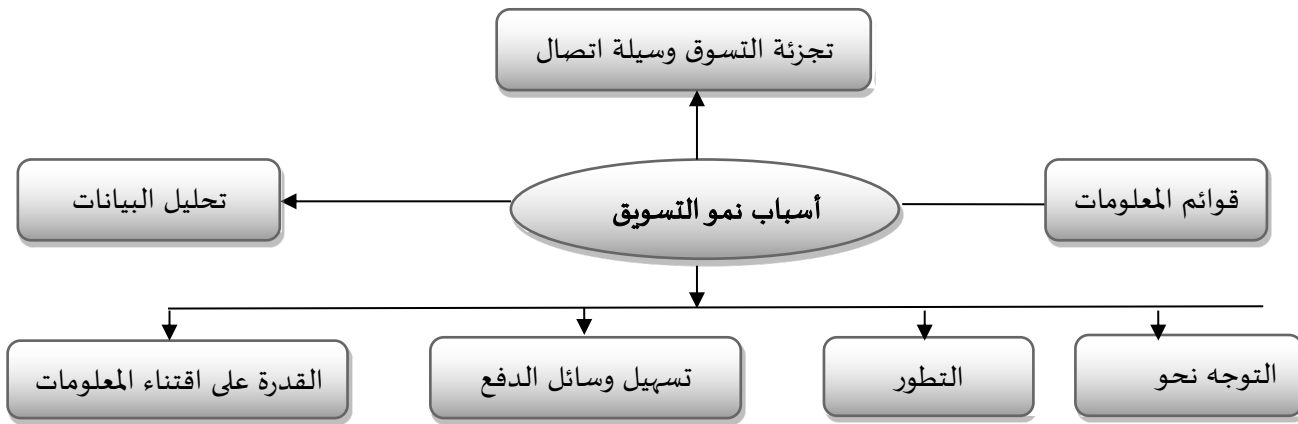 تجزئة التسوق وسيلة اتصال
قوائم المعلومات
أسباب نمو التسويق
تحليل البيانات
التوجه نحو
التطور
تسهيل وسائل الدفع
القدرة على اقتناء المعلومات